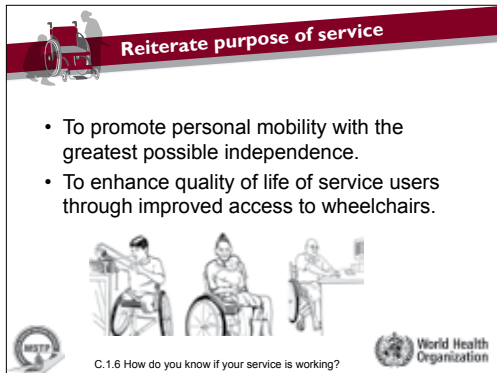 Reiterate purpose of service
• To promote personal mobility with the
greatest possible independence.
• To enhance quality of life of service users
through improved access to wheelchairs.
MSTP
C.1.6 How do you know if your service is working?
World Health
Organization